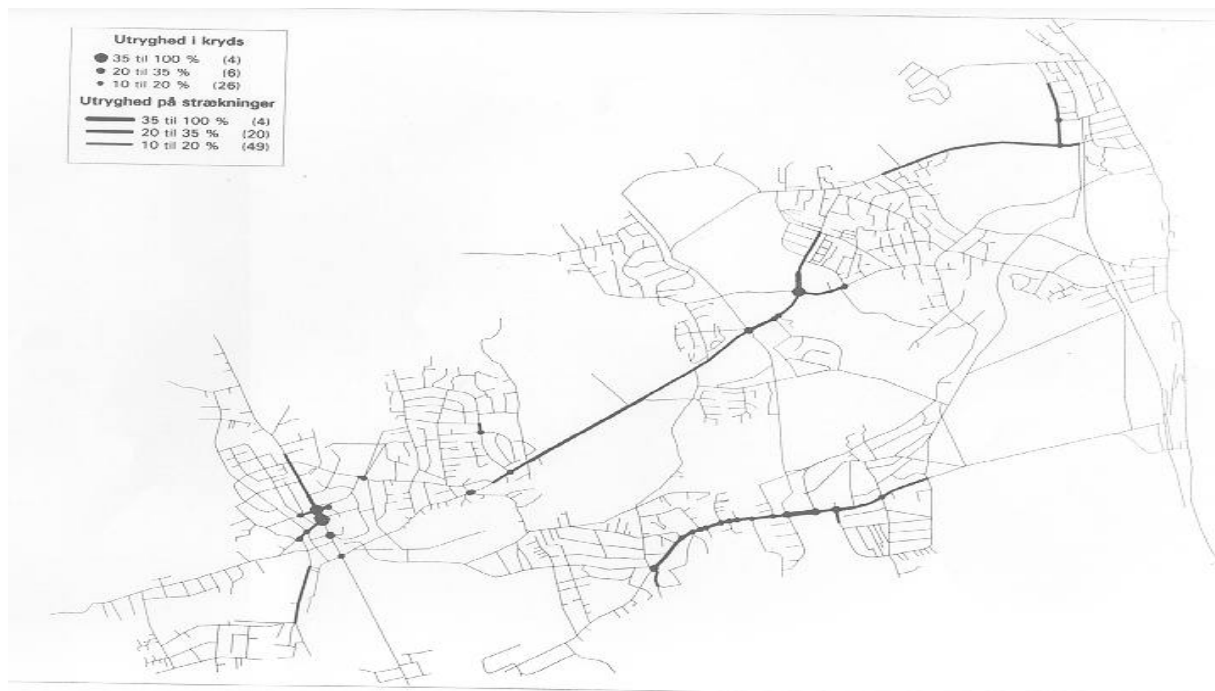 Utryghed i kryds
35 til 100 % (4)
20 til 35 % (6)
10 til 20 % (26)
Utryghed på strækninger
35 til 100 % (4)
20 til 35 % (20)
10 til 20 % (49)